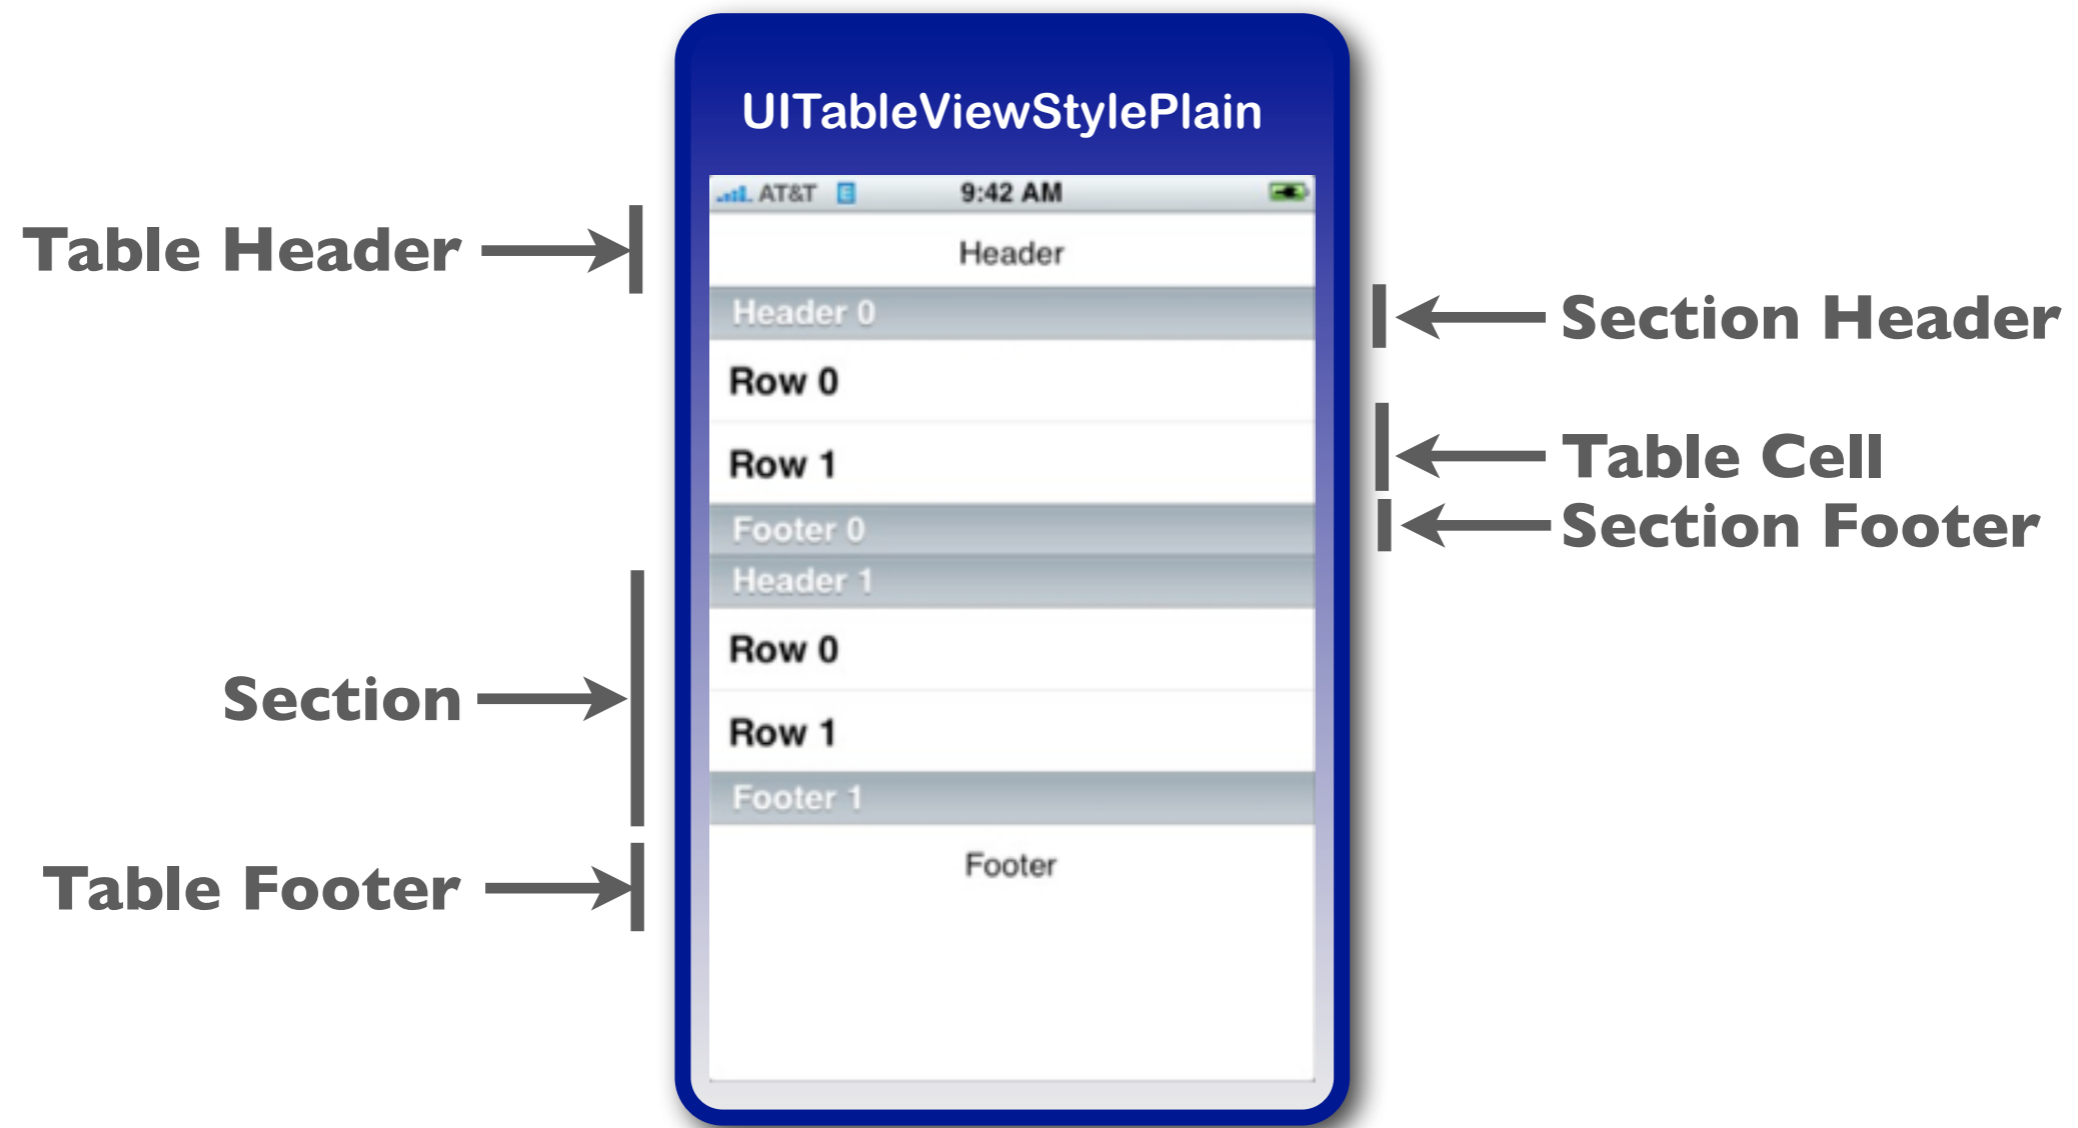 UITableViewStylePlain
AT&T E 9:42 AM
Table Header
Header
Header 0
Section Header
Row 0
Row 1
Table Cell
Footer 0
Section Footer
Header 1
Row 0
Section
Row 1
Footer 1
Footer
Table Footer